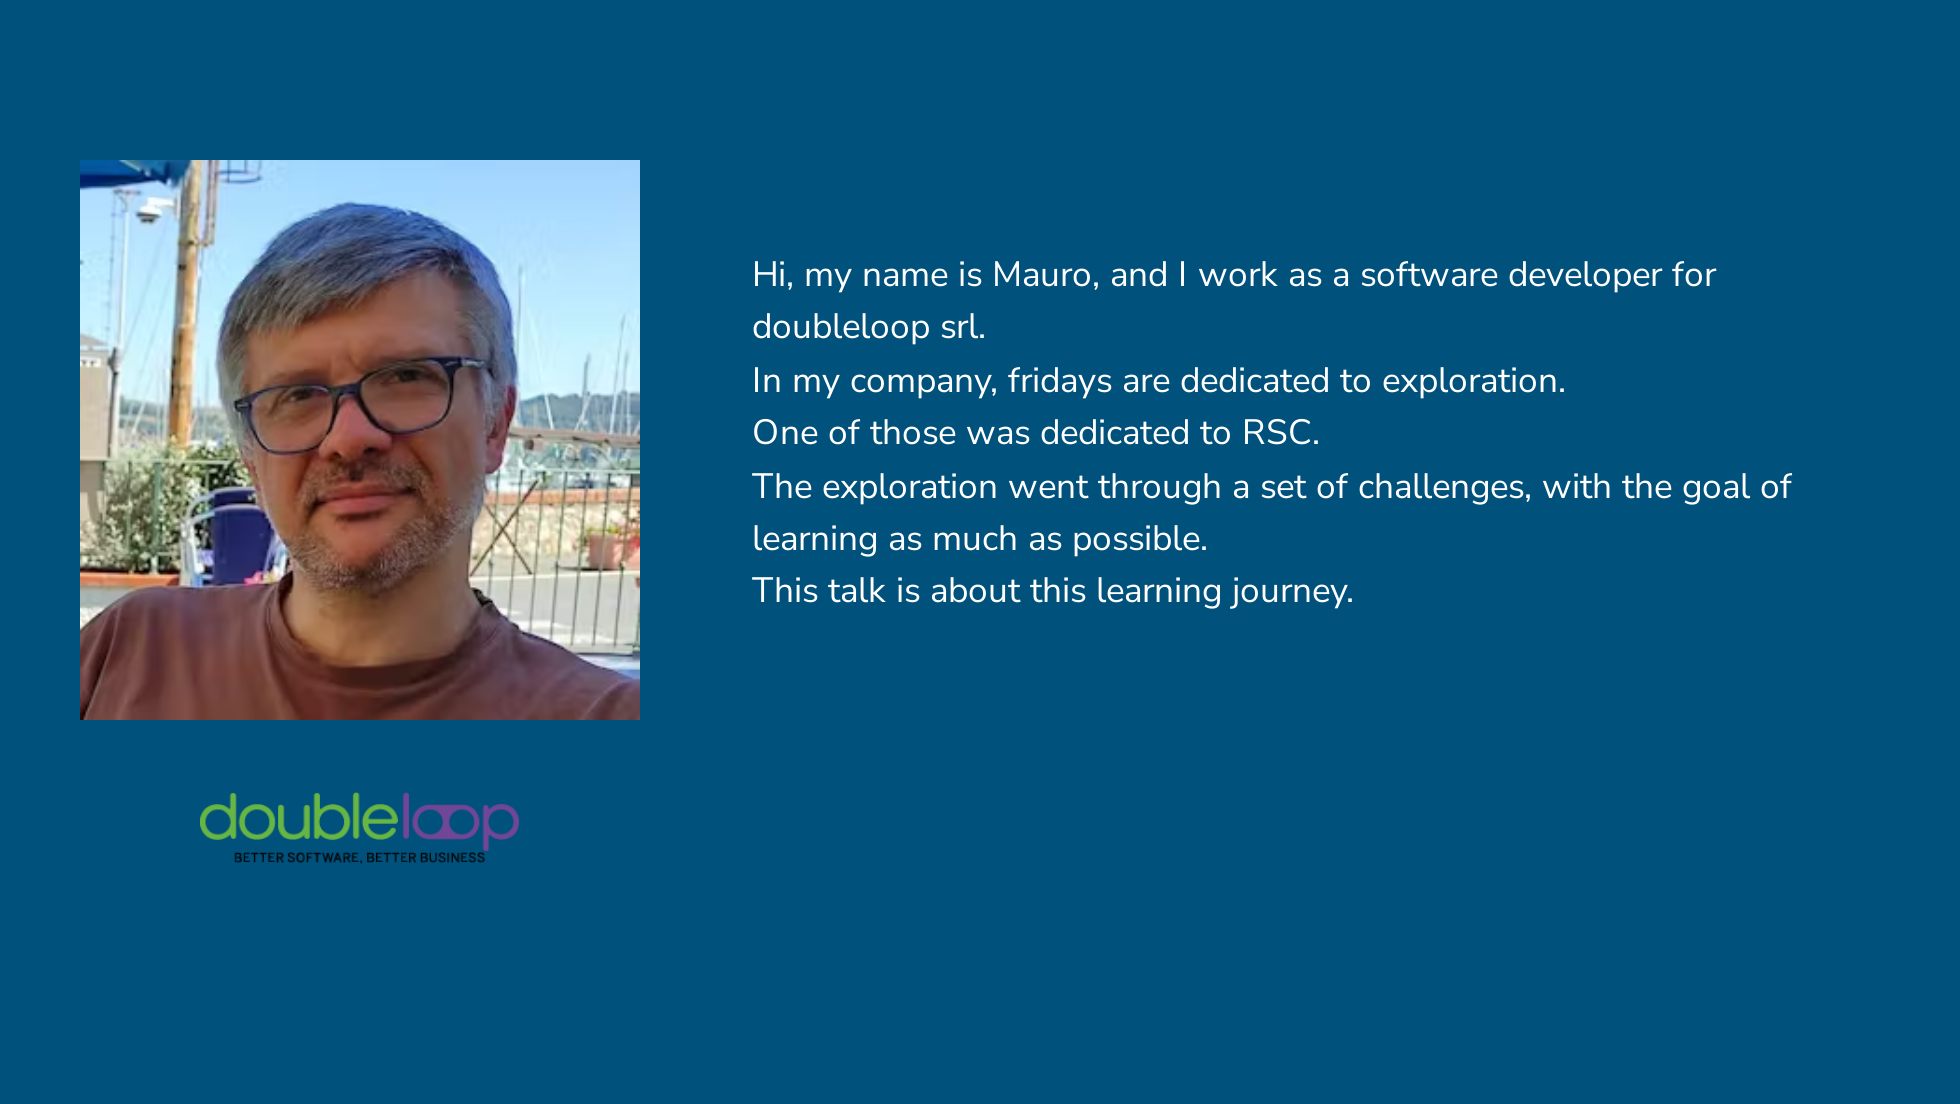 Hi, my name is Mauro, and I work as a software developer for
doubleloop srl.
In my company, fridays are dedicated to exploration.
One of those was dedicated to RSC.
The exploration went through a set of challenges, with the goal of
learning as much as possible.
This talk is about this learning journey.
doubleloop
BETTER SOFTWARE, BETTER BUSINESS